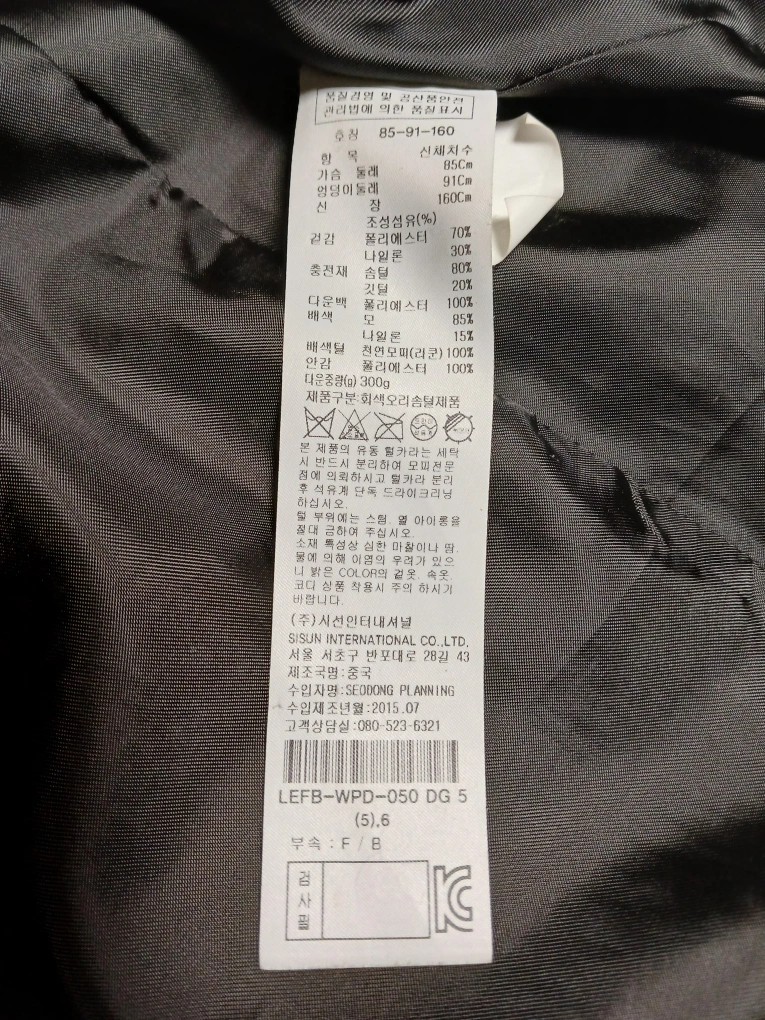 품질경영 및 공산품안전
관리법에 의한 품질표시
호칭 85-91-160
항 목 신체치수
가슴 둘레 85Cm
엉덩이둘레 91Cm
신 장 160Cm
조성섬유(%)
겉감 폴리에스터 70%
나일론 30%
충전재 솜털 80%
깃털 20%
다운백 폴리에스터 100%
배색 모 85%
나일론 15%
배색털 천연모피(라쿤) 100%
안감 폴리에스터 100%
다운중량(g) 300g
제품구분:회색오리솜털제품
본 제품의 유동 털카라는 세탁
시 반드시 분리하여 모피전문
점에 의뢰하시고 털카라 분리
후 석유계 단독 드라이크리닝
하십시오.
털 부위에는 스팀. 열 아이롱을
절대 금하여 주십시오.
소재 특성상 심한 마찰이나 땀.
물에 의해 이염의 우려가 있으
니 밝은 COLOR의 겉옷. 속옷.
코디 상품 착용시 주의 하시기
바랍니다.
(주)시선인터내셔널
SISUN INTERNATIONAL CO.,LTD.
서울 서초구 반포대로 28길 43
제조국명:중국
수입자명:SEODONG PLANNING
수입제조년월:2015.07
고객상담실:080-523-6321
LEFB-WPD-050 DG 5
(5).6
부속 : F / B
검
사
필
KC